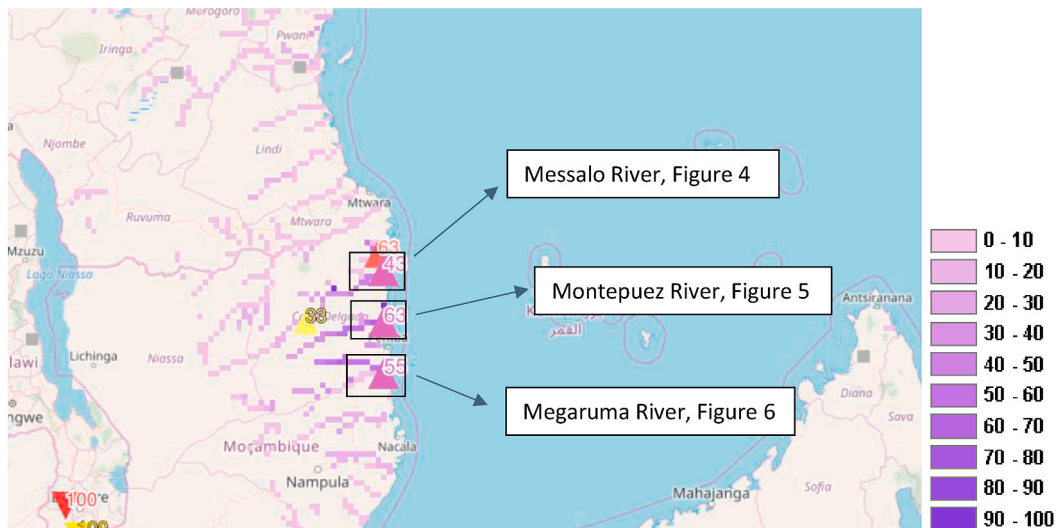 Morogoro
Pwani
Iringa
Njombe
Lindi
Messalo River, Figure 4
Mtwara
Ruvuma
Mtwara
63
43
Mzuzu
Lago Niassa
0 - 10
10 - 20
Montepuez River, Figure 5
20 - 30
Antsiranana
33
63
القمر
30 - 40
Lichinga
Niassa
40 - 50
55
50 - 60
Diana
Megaruma River, Figure 6
60 - 70
Sava
Moçambique
Nacala
70 - 80
Nampula
80 - 90
Mahajanga
Sofia
100
90 - 100
100